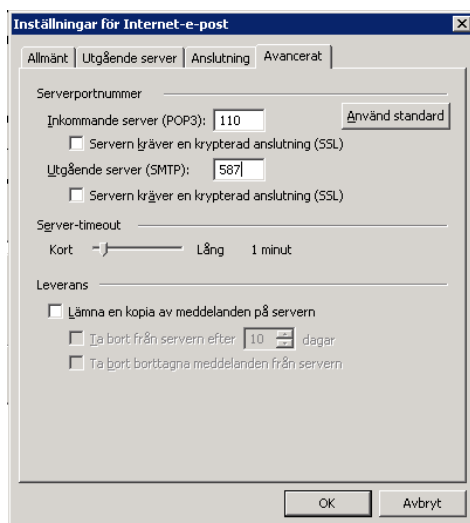 Inställningar för Internet-e-post
Allmänt Utgående server Anslutning Avancerat
Serverportnummer
Inkommande server (POP3): 110 Använd standard
Servern kräver en krypterad anslutning (SSL)
Utgående server (SMTP): 587
Servern kräver en krypterad anslutning (SSL)
Server-timeout
Kort Lång 1 minut
Leverans
Lämna en kopia av meddelanden på servern
Ta bort från servern efter 10 dagar
Ta bort borttagna meddelanden från servern
OK Avbryt